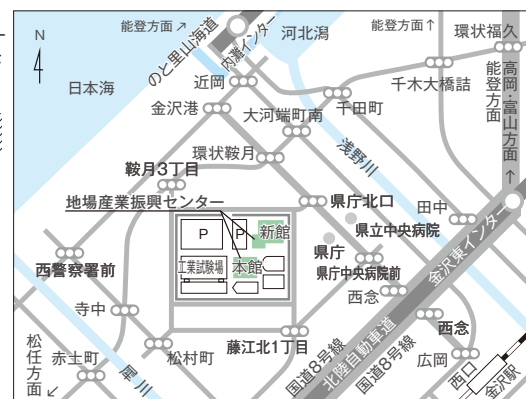 能登方面↗
のと里山海道
内灘インター
河北潟
能登方面↑
環状福久
N
日本海
近岡
千木大橋詰
高岡・富山方面↑
能登方面
金沢港
大河端町南
千田町
浅野川
環状鞍月
鞍月3丁目
地場産業振興センター
県庁北口
田中
P
P
新館
県立中央病院
県庁
金沢東インター
西警察署前
工業試験場
本館
県庁中央病院前
西念
寺中
西念
松任方面↙
赤土町
松村町
藤江北1丁目
国道8号線
北陸自動車道
国道8号線
広岡
犀川
西口
金沢駅